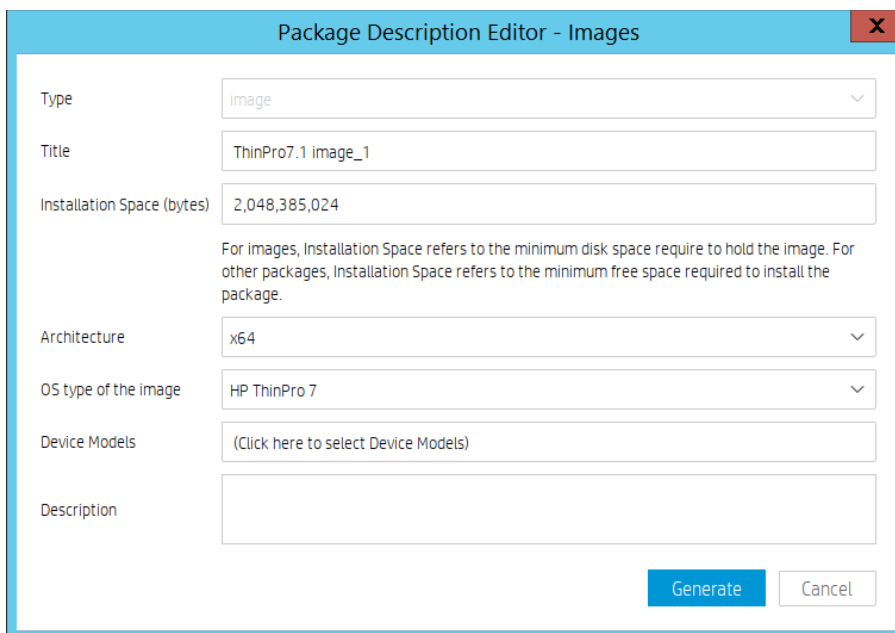 Package Description Editor - Images
X
Type
image
Title
ThinPro7.1 image_1
Installation Space (bytes)
2,048,385,024
For images, Installation Space refers to the minimum disk space require to hold the image. For
other packages, Installation Space refers to the minimum free space required to install the
package.
Architecture
x64
OS type of the image
HP ThinPro 7
Device Models
(Click here to select Device Models)
Description
Generate
Cancel